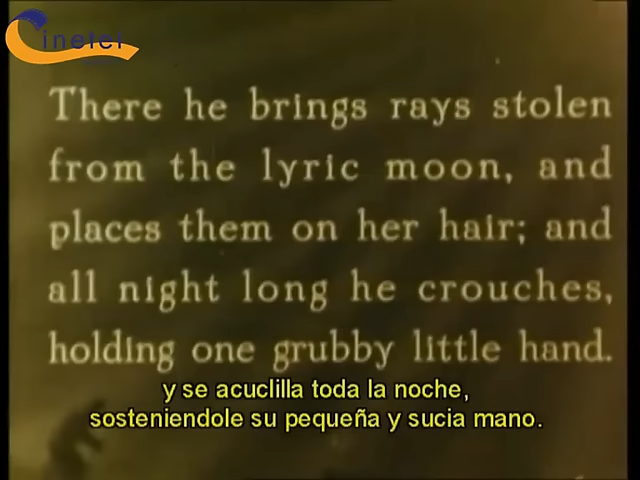 Cinetel
There he brings rays stolen
from the lyric moon, and
places them on her hair; and
all night long he crouches,
holding one grubby little hand.
y se acuclilla toda la noche,
sosteniendole su pequeña y sucia mano.